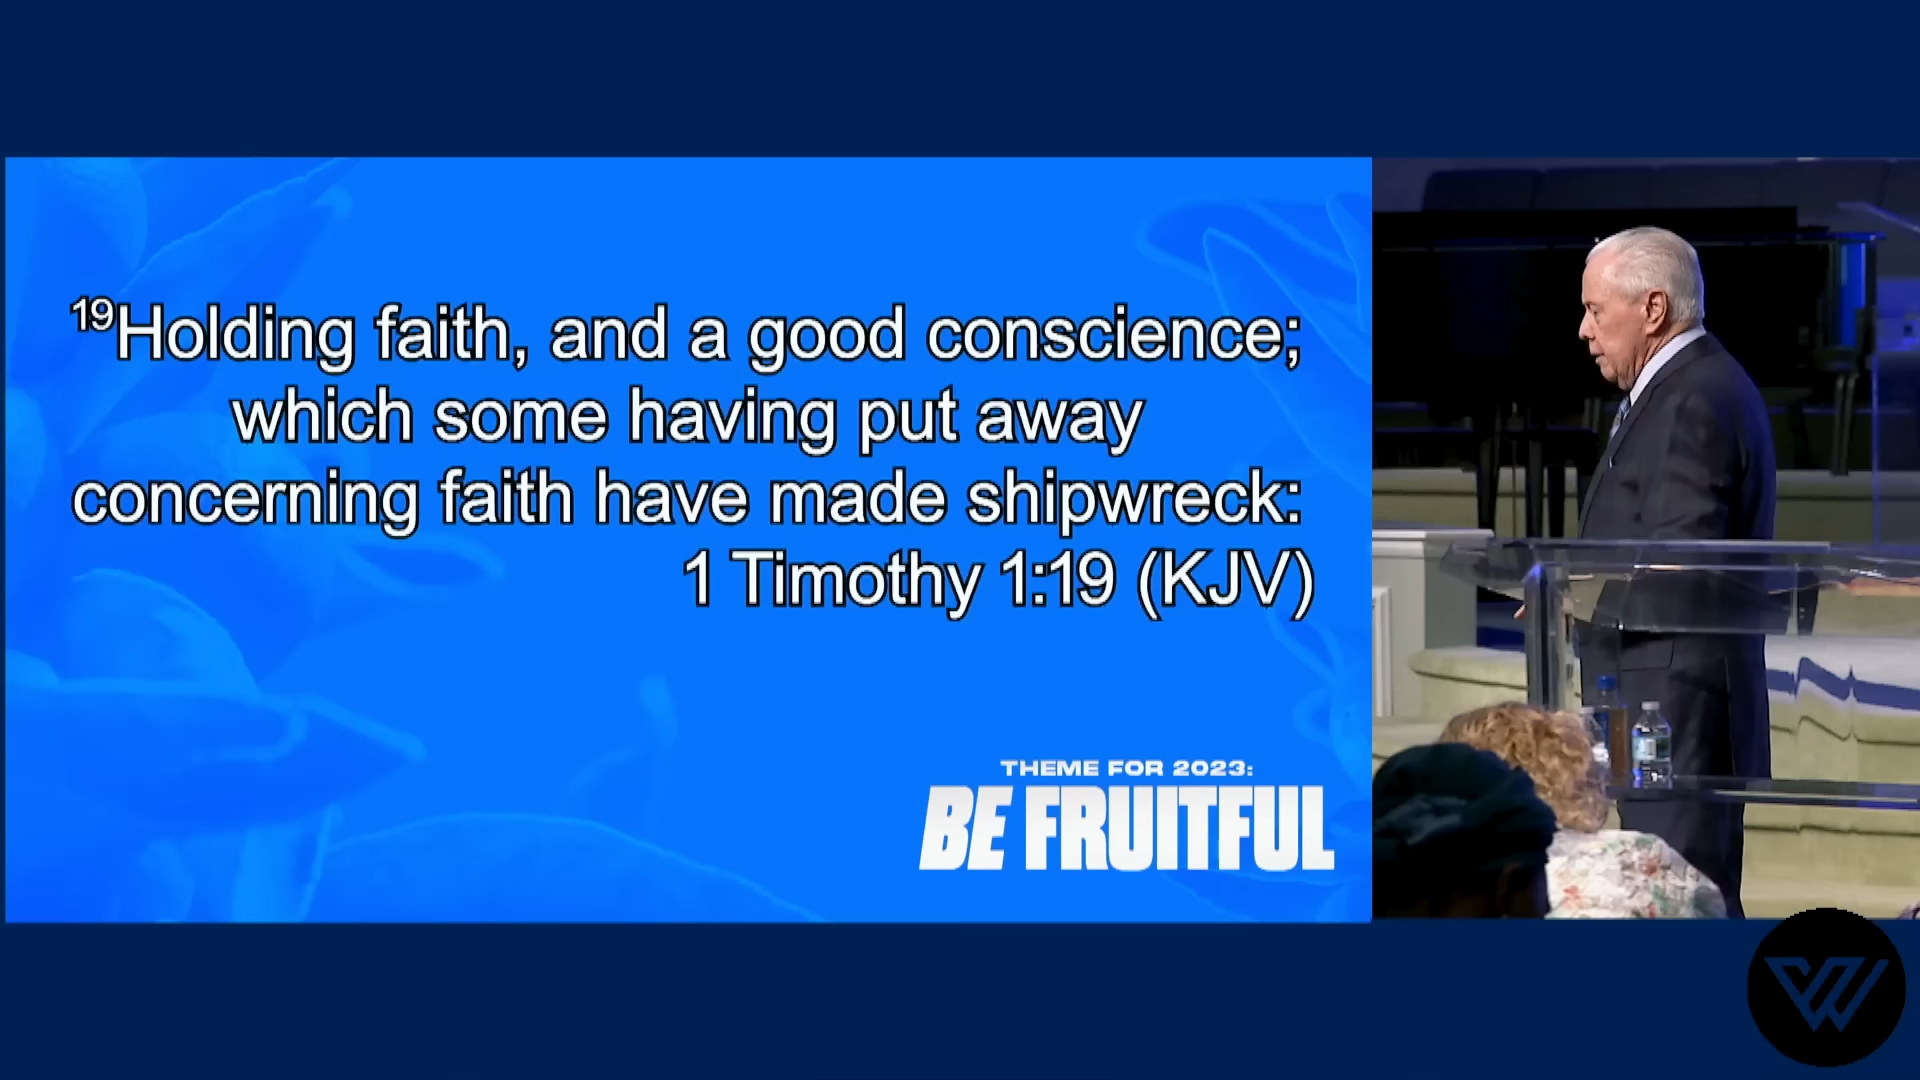 19Holding faith, and a good conscience;
which some having put away
concerning faith have made shipwreck:
1 Timothy 1:19 (KJV)
THEME FOR 2023:
BE FRUITFUL